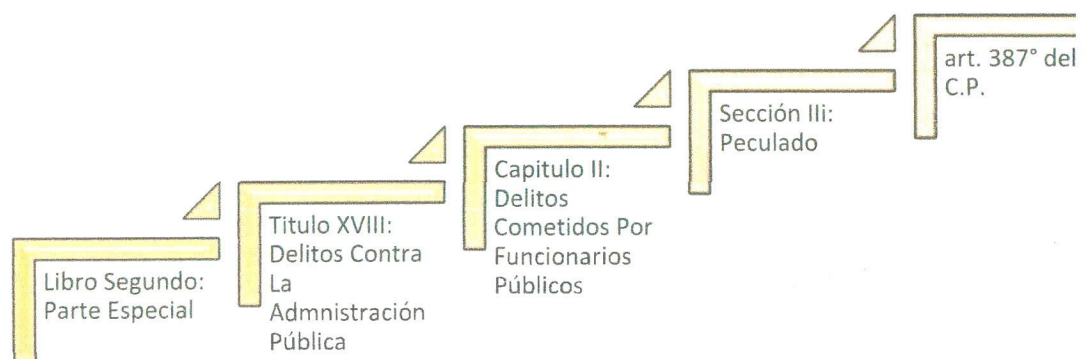 Libro Segundo:
Parte Especial
Titulo XVIII:
Delitos Contra
La
Admnistración
Pública
Capitulo II:
Delitos
Cometidos Por
Funcionarios
Públicos
Sección IIi:
Peculado
art. 387° del
C.P.